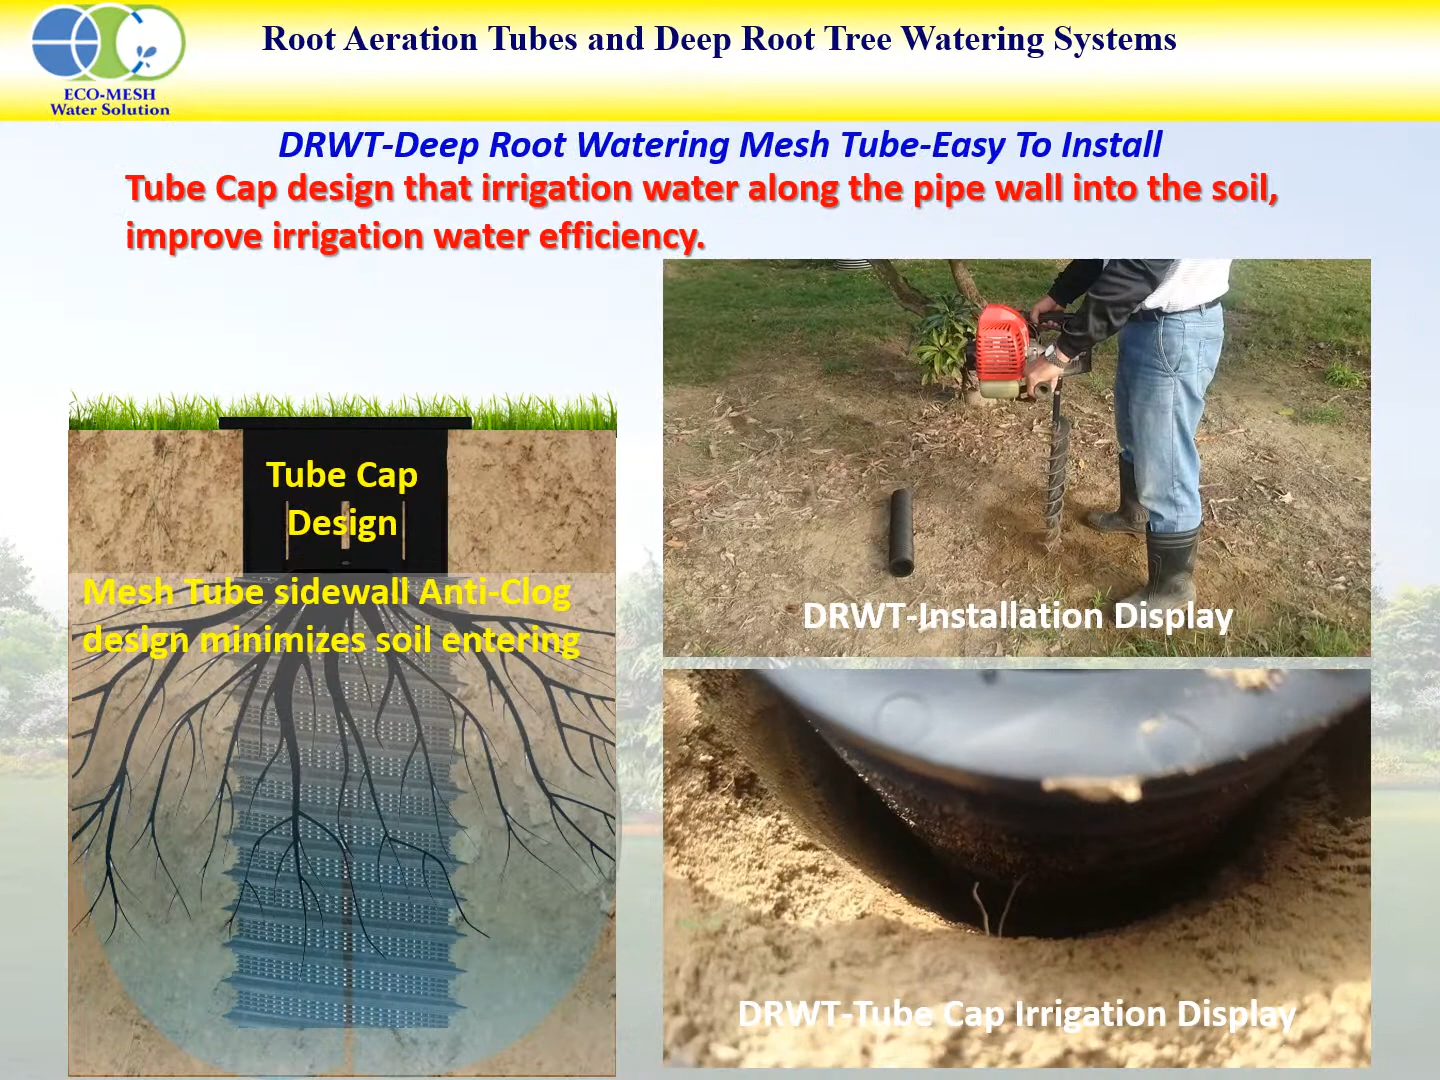 ECO-MESH
Water Solution
Root Aeration Tubes and Deep Root Tree Watering Systems
DRWT-Deep Root Watering Mesh Tube-Easy To Install
Tube Cap design that irrigation water along the pipe wall into the soil,
improve irrigation water efficiency.
Tube Cap
Design
Mesh Tube sidewall Anti-Clog
design minimizes soil entering
DRWT-Installation Display
DRWT-Tube Cap Irrigation Display